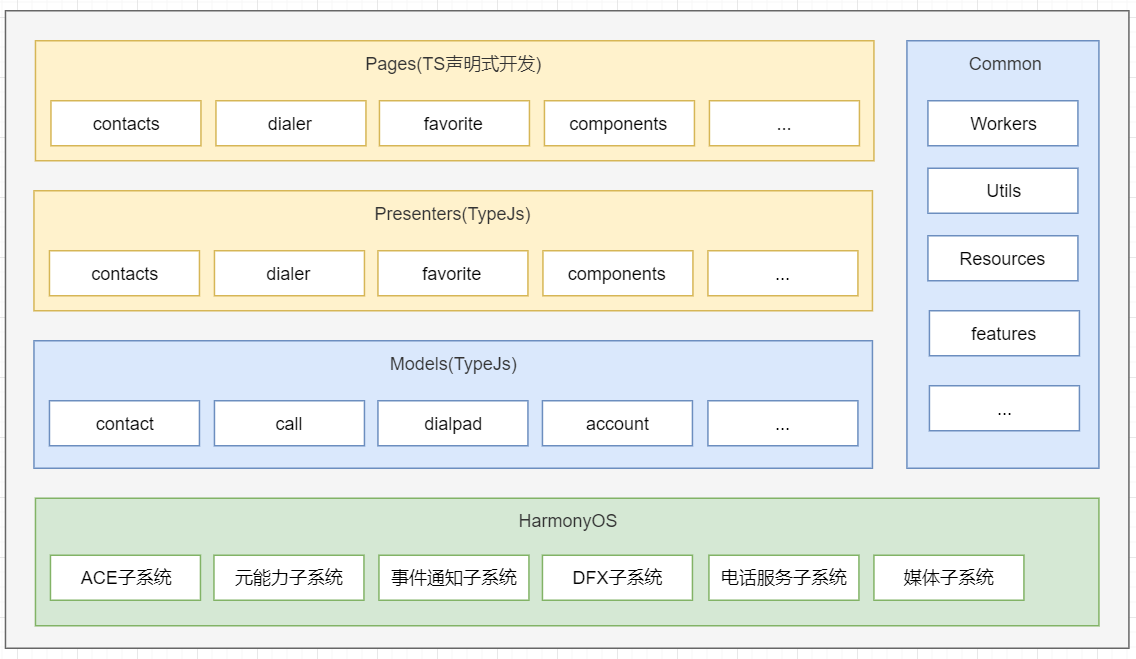 Pages(TS声明式开发)
contacts
dialer
favorite
components
...
Presenters(TypeJs)
contacts
dialer
favorite
components
...
Models(TypeJs)
contact
call
dialpad
account
...
Common
Workers
Utils
Resources
features
...
HarmonyOS
ACE子系统
元能力子系统
事件通知子系统
DFX子系统
电话服务子系统
媒体子系统